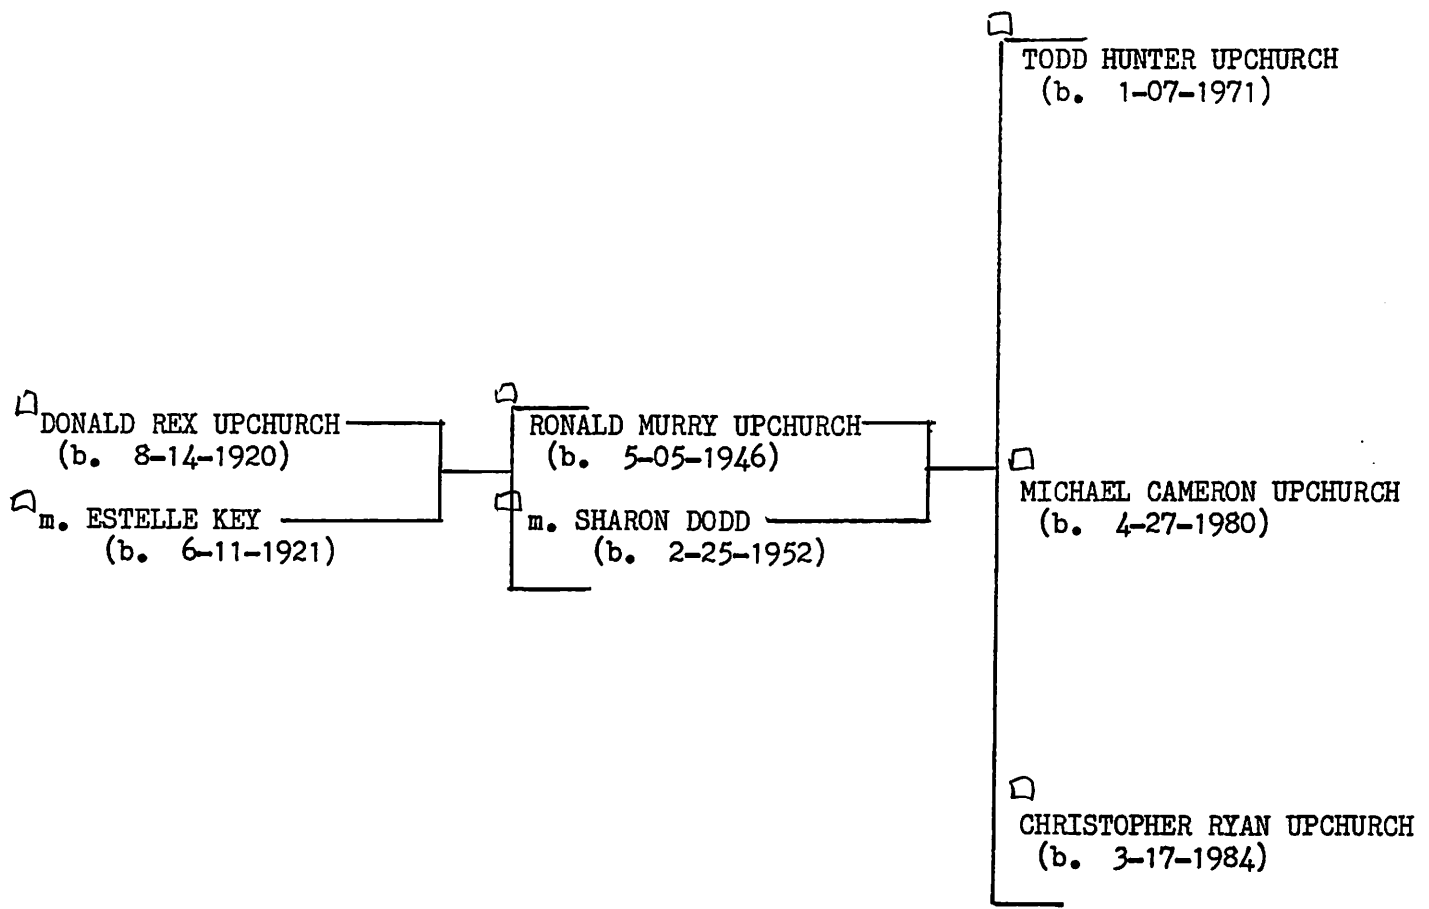 TODD HUNTER UPCHURCH
(b. 1-07-1971)
DONALD REX UPCHURCH
(b. 8-14-1920)
m. ESTELLE KEY
(b. 6-11-1921)
RONALD MURRY UPCHURCH
(b. 5-05-1946)
m. SHARON DODD
(b. 2-25-1952)
MICHAEL CAMERON UPCHURCH
(b. 4-27-1980)
CHRISTOPHER RYAN UPCHURCH
(b. 3-17-1984)